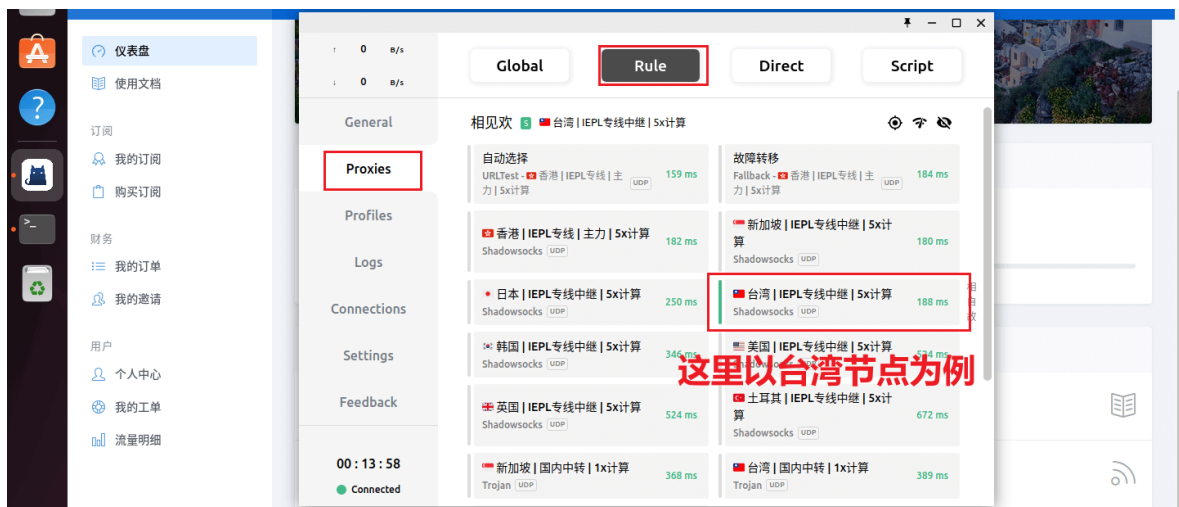 仪表盘
使用文档
订阅
我的订阅
购买订阅
财务
我的订单
我的邀请
用户
个人中心
我的工单
流量明细
↑ 0 B/s
↓ 0 B/s
General
Proxies
Profiles
Logs
Connections
Settings
Feedback
00 : 13 : 58
Connected
Global
Rule
Direct
Script
相见欢 S 台湾 | IEPL专线中继 | 5x计算
自动选择
URLTest - 香港 | IEPL专线 | 主
力 | 5x计算
UDP
159 ms
故障转移
Fallback - 香港 | IEPL专线 | 主
力 | 5x计算
UDP
184 ms
香港 | IEPL专线 | 主力 | 5x计算
Shadowsocks UDP
182 ms
新加坡 | IEPL专线中继 | 5x计
算
Shadowsocks UDP
180 ms
日本 | IEPL专线中继 | 5x计算
Shadowsocks UDP
250 ms
台湾 | IEPL专线中继 | 5x计算
Shadowsocks UDP
188 ms
韩国 | IEPL专线中继 | 5x计算
Shadowsocks UDP
346 ms
美国 | IEPL专线中继 | 5x计算
这里以台湾节点为例
英国 | IEPL专线中继 | 5x计算
Shadowsocks UDP
524 ms
土耳其 | IEPL专线中继 | 5x计
算
Shadowsocks UDP
672 ms
新加坡 | 国内中转 | 1x计算
Trojan UDP
368 ms
台湾 | 国内中转 | 1x计算
Trojan UDP
389 ms